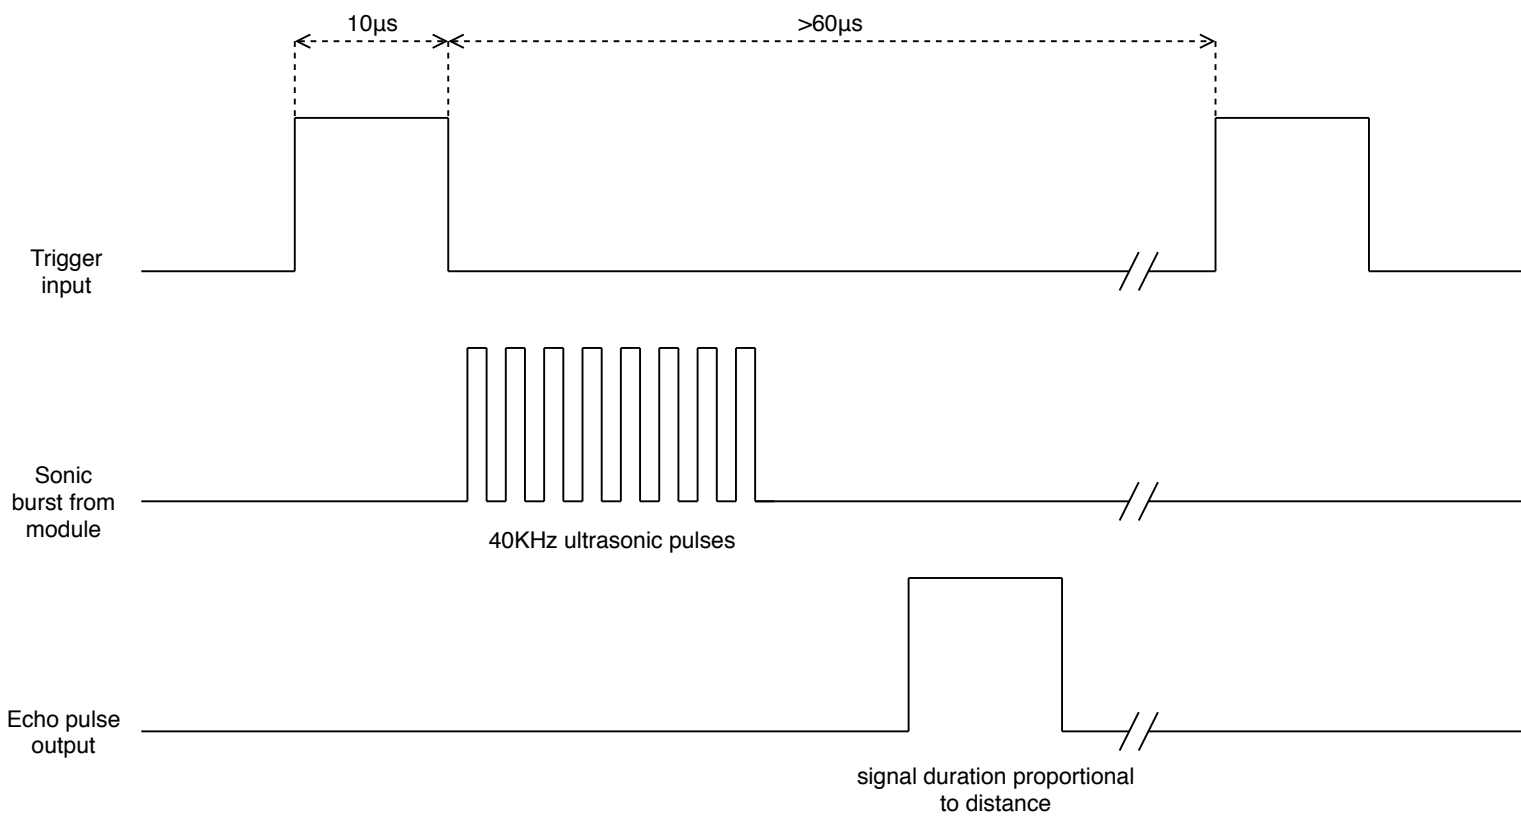 10µs
>60µs
Trigger
input
Sonic
burst from
module
40KHz ultrasonic pulses
Echo pulse
output
signal duration proportional
to distance